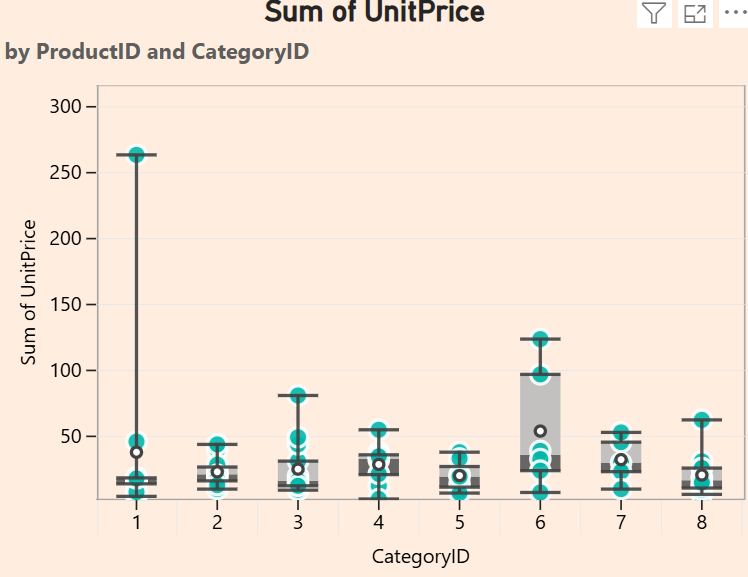 Sum of UnitPrice
by ProductID and CategoryID
300
250
200
150
100
50
Sum of UnitPrice
1 2 3 4 5 6 7 8
CategoryID